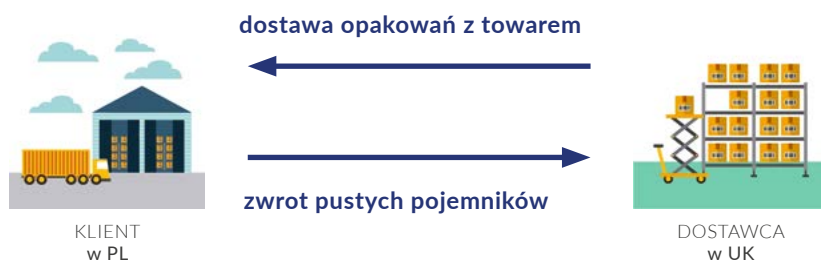 dostawa opakowań z towarem
zwrot pustych pojemników
KLIENT
w PL
DOSTAWCA
w UK